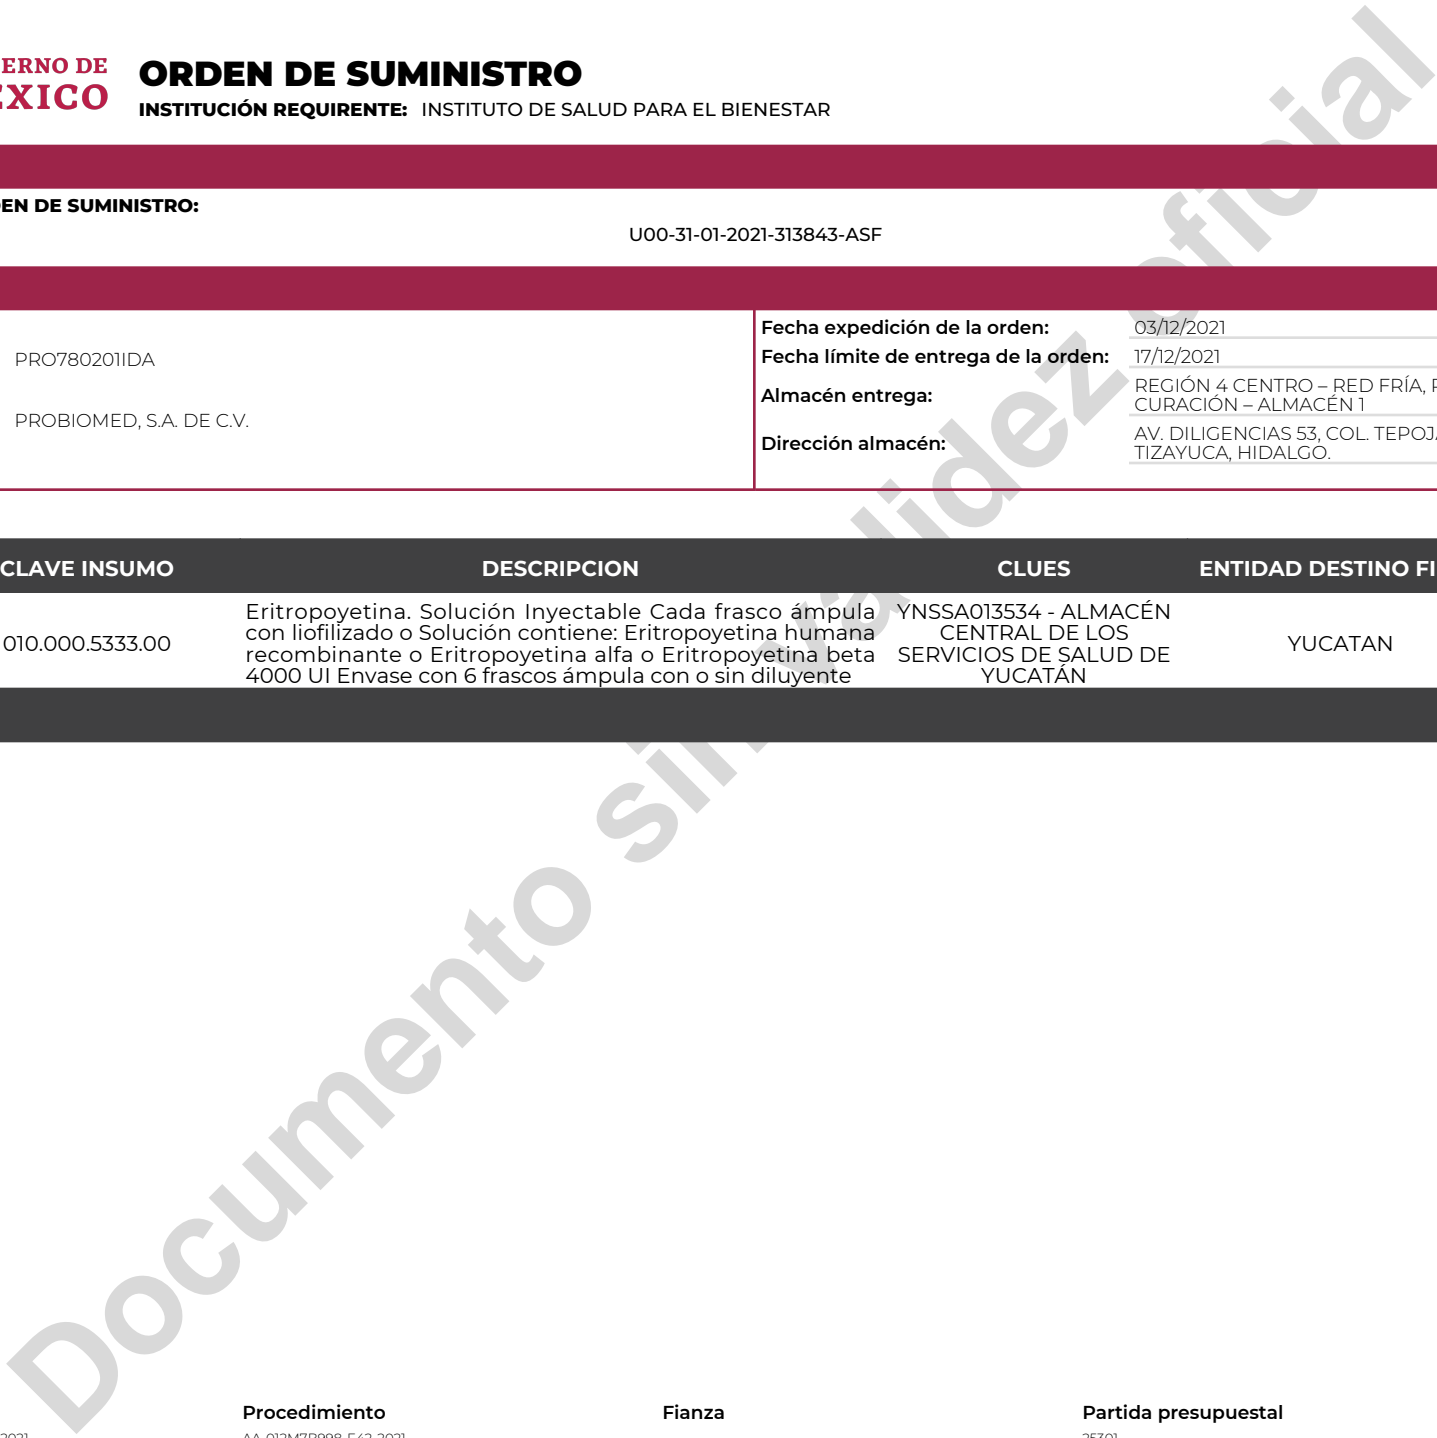 ERNO DE
EXICO
ORDEN DE SUMINISTRO
INSTITUCIÓN REQUIRENTE: INSTITUTO DE SALUD PARA EL BIENESTAR
EN DE SUMINISTRO:
U00-31-01-2021-313843-ASF
PRO780201IDA
PROBIOMED, S.A. DE C.V.
Fecha expedición de la orden: 03/12/2021
Fecha límite de entrega de la orden: 17/12/2021
Almacén entrega: REGIÓN 4 CENTRO – RED FRÍA,
CURACIÓN – ALMACÉN 1
Dirección almacén: AV. DILIGENCIAS 53, COL. TEPOJ
TIZAYUCA, HIDALGO.
CLAVE INSUMO DESCRIPCION CLUES ENTIDAD DESTINO FI
010.000.5333.00
Eritropoyetina. Solución Inyectable Cada frasco ámpula
con liofilizado o Solución contiene: Eritropoyetina humana
recombinante o Eritropoyetina alfa o Eritropoyetina beta
4000 UI Envase con 6 frascos ámpula con o sin diluyente
YNSSA013534 - ALMACÉN
CENTRAL DE LOS
SERVICIOS DE SALUD DE
YUCATÁN
YUCATAN
Documento sin validez oficial
Procedimiento Fianza Partida presupuestal